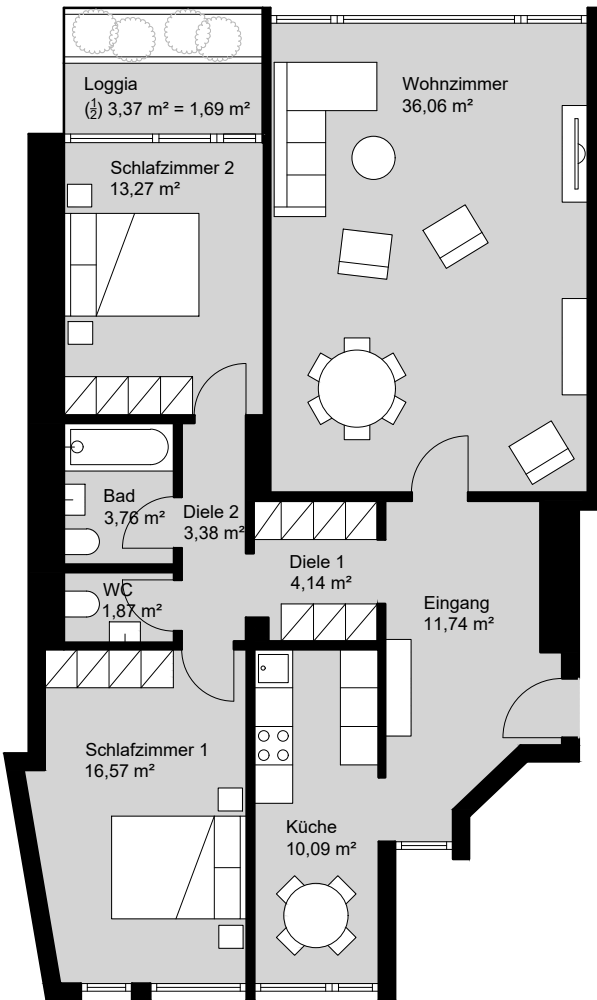 Loggia
(½) 3,37 m² = 1,69 m²
Wohnzimmer
36,06 m²
Schlafzimmer 2
13,27 m²
Bad
3,76 m²
Diele 2
3,38 m²
Diele 1
4,14 m²
WC
1,87 m²
Eingang
11,74 m²
Schlafzimmer 1
16,57 m²
Küche
10,09 m²